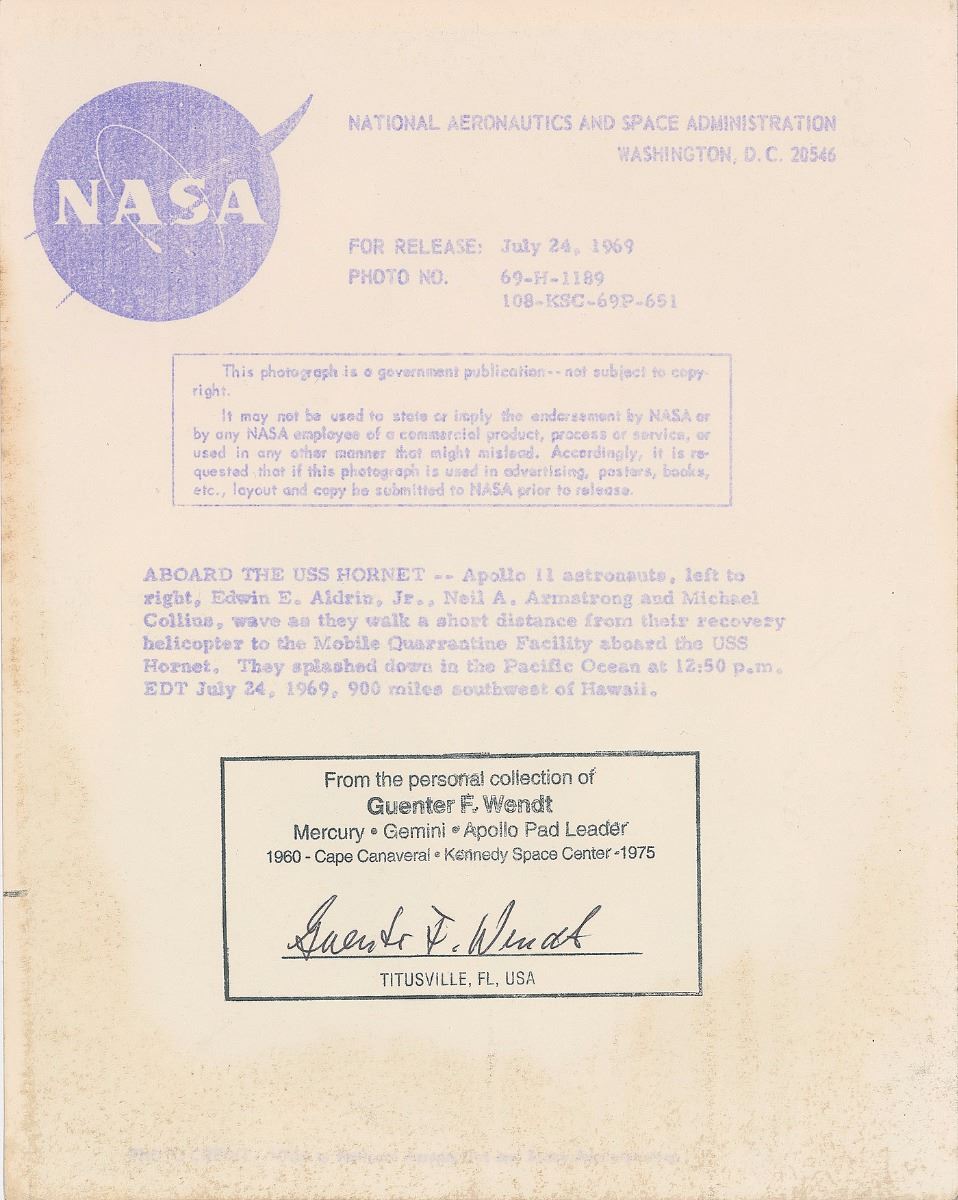 NASA
NATIONAL AERONAUTICS AND SPACE ADMINISTRATION
WASHINGTON, D.C. 20546
FOR RELEASE: July 24, 1969
PHOTO NO. 69-H-1189
108-KSC-69P-651
This photograph is a government publication--not subject to copy-
right.
It may not be used to state or imply the endorsement by NASA or
by any NASA employee of a commercial product, process or service, or
used in any other manner that might mislead. Accordingly, it is re-
quested that if this photograph is used in advertising, posters, books,
etc., layout and copy be submitted to NASA prior to release.
ABOARD THE USS HORNET -- Apollo 11 astronauts, left to
right, Edwin E. Aldrin, Jr., Neil A. Armstrong and Michael
Collins, wave as they walk a short distance from their recovery
helicopter to the Mobile Quarrantine Facility aboard the USS
Hornet. They splashed down in the Pacific Ocean at 12:50 p.m.
EDT July 24, 1969, 900 miles southwest of Hawaii.
From the personal collection of
Guenter F. Wendt
Mercury • Gemini • Apollo Pad Leader
1960 - Cape Canaveral • Kennedy Space Center -1975
Guenter F. Wendt
TITUSVILLE, FL, USA